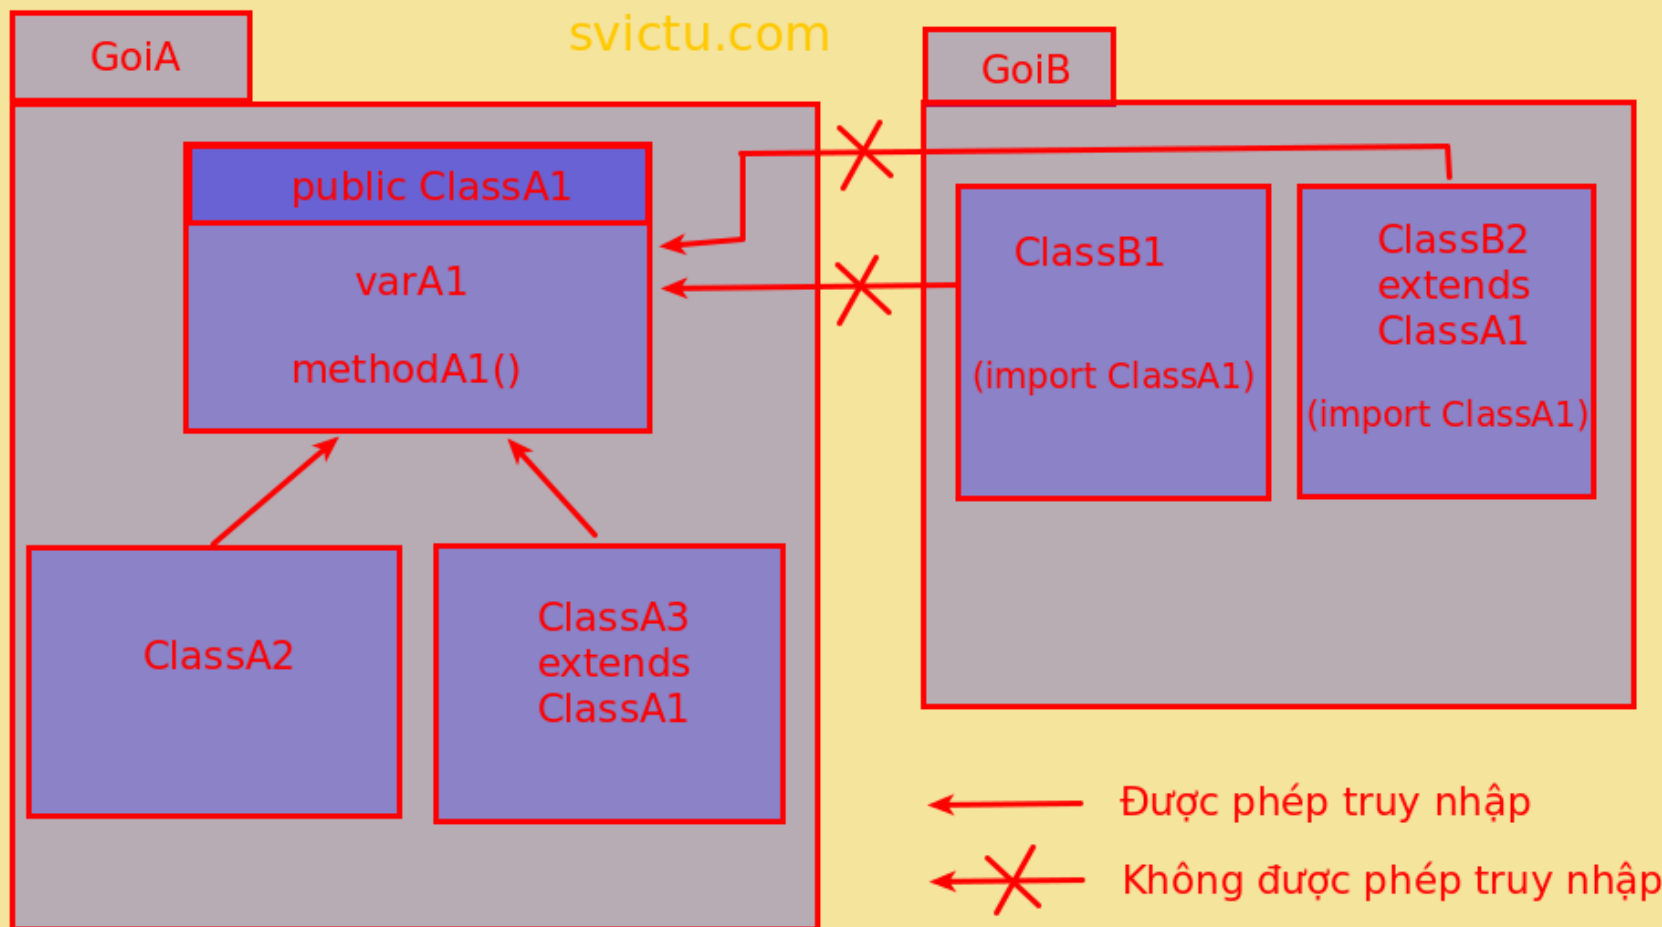 svictu.com
GoiA
public ClassA1
varA1
methodA1()
ClassA2
ClassA3
extends
ClassA1
GoiB
ClassB1
(import ClassA1)
ClassB2
extends
ClassA1
(import ClassA1)
Được phép truy nhập
Không được phép truy nhập